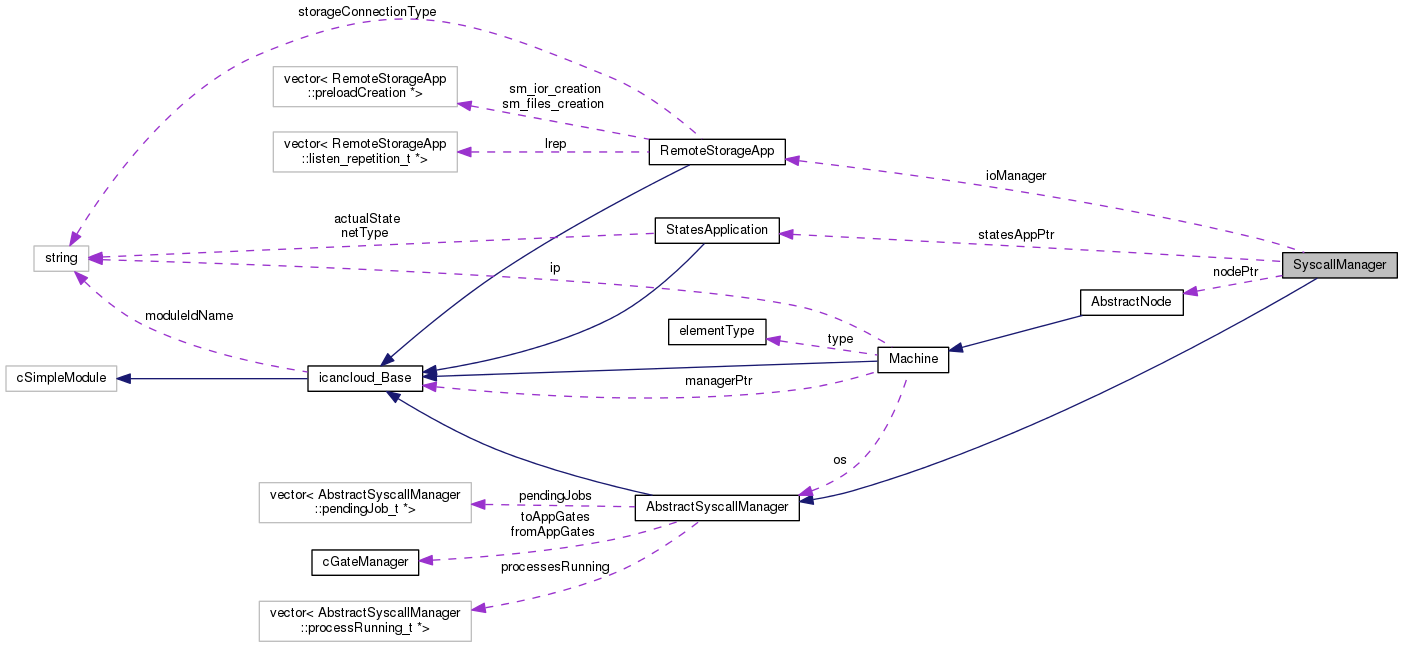 storageConnectionType
vector< RemoteStorageApp
::preloadCreation *>
sm_ior_creation
sm_files_creation
vector< RemoteStorageApp
::listen_repetition_t *>
lrep
RemoteStorageApp
ioManager
actualState
netType
StatesApplication
statesAppPtr
string
ip
SyscallManager
nodePtr
AbstractNode
moduleIdName
elementType
type
Machine
cSimpleModule
icancloud_Base
managerPtr
os
vector< AbstractSyscallManager
::pendingJob_t *>
pendingJobs
AbstractSyscallManager
toAppGates
fromAppGates
cGateManager
processesRunning
vector< AbstractSyscallManager
::processRunning_t *>